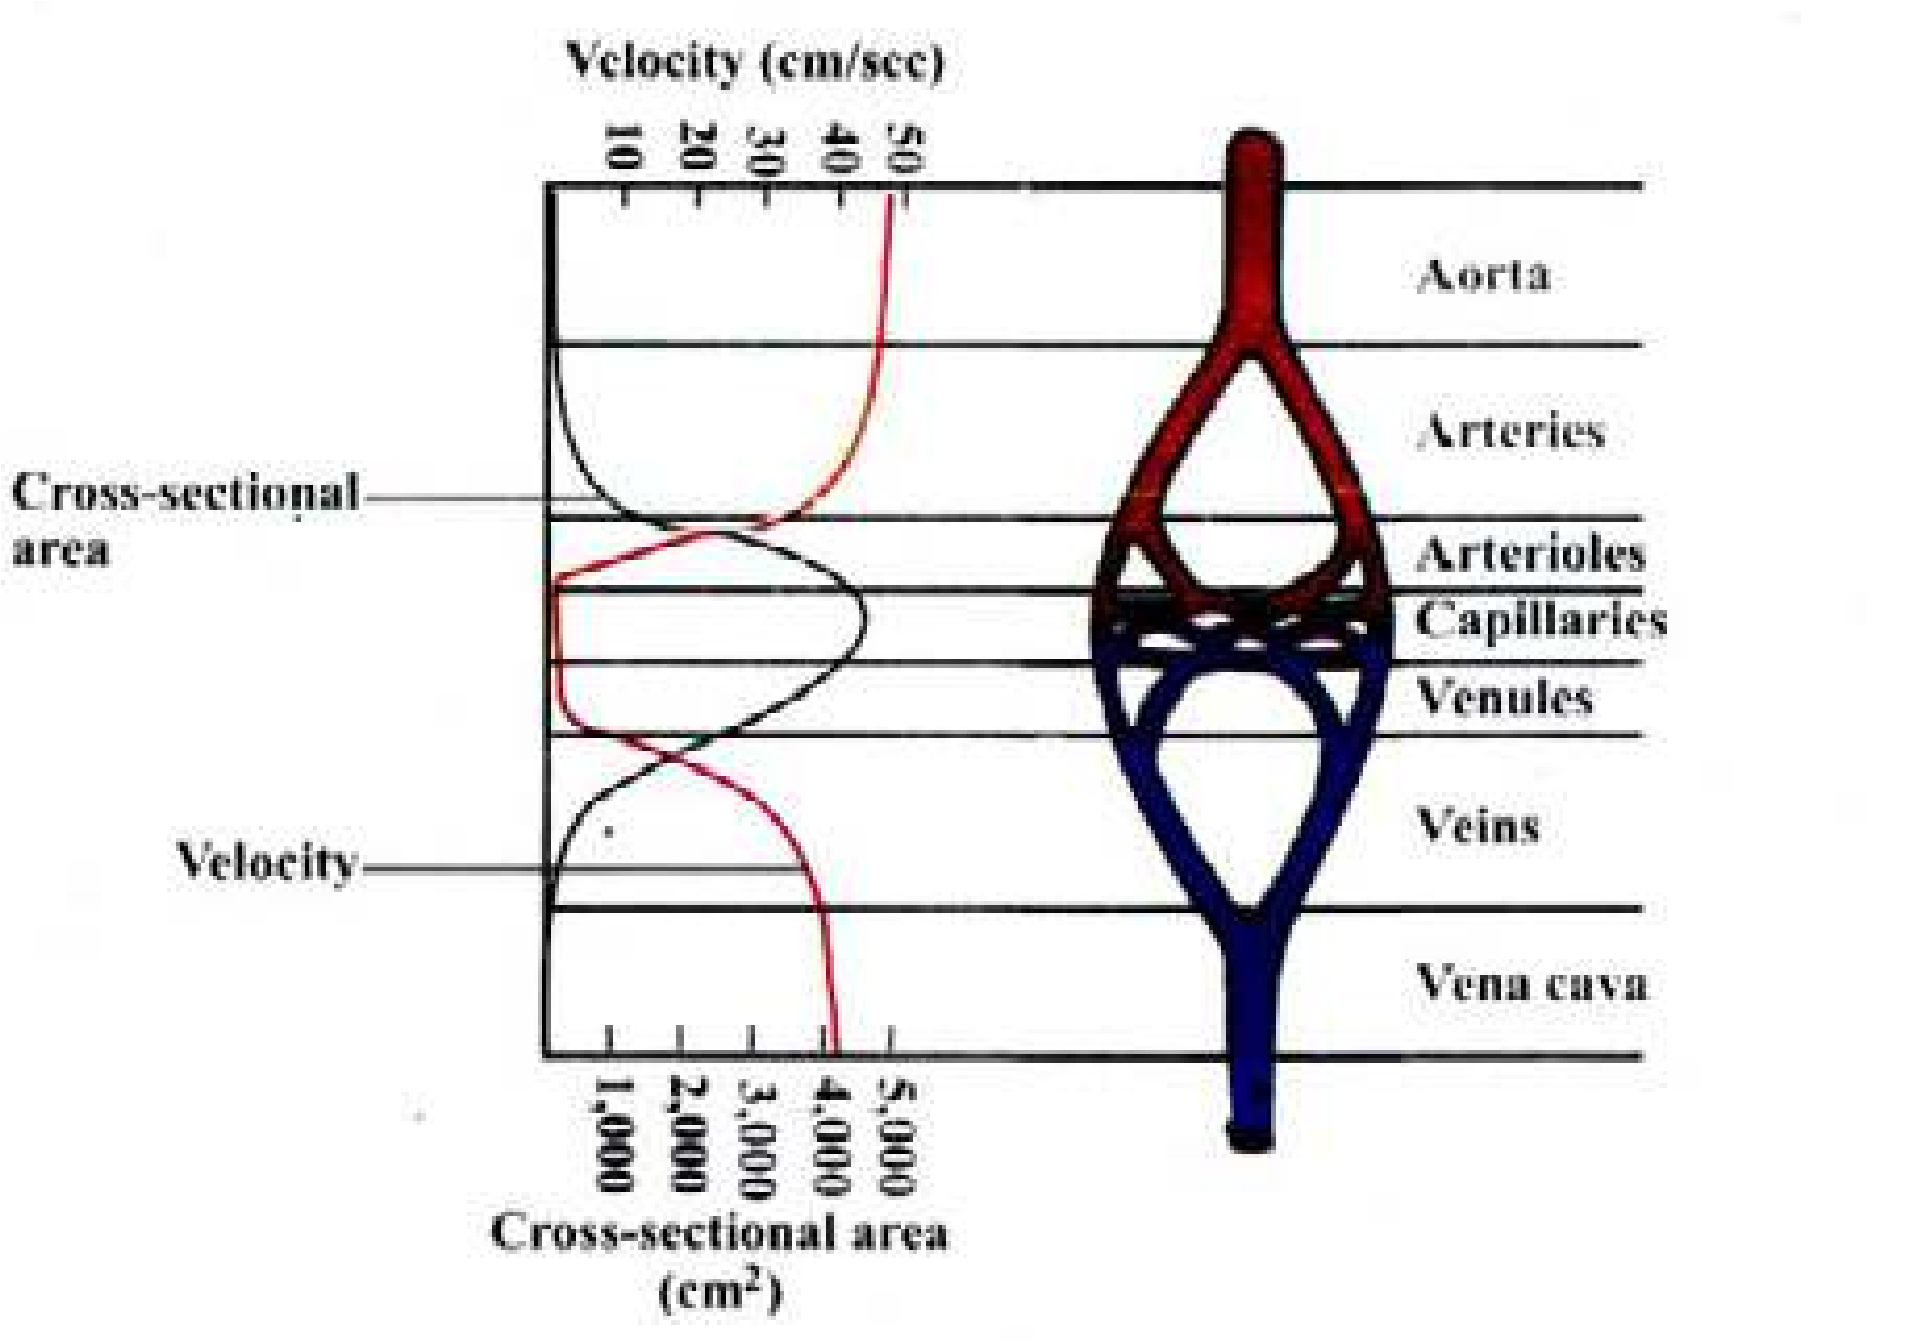 Velocity (cm/sec)
10 20 30 40 50
Aorta
Arteries
Cross-sectional
area
Arterioles
Capillaries
Venules
Veins
Velocity
Vena cava
1,000 2,000 3,000 4,000 5,000
Cross-sectional area
(cm²)